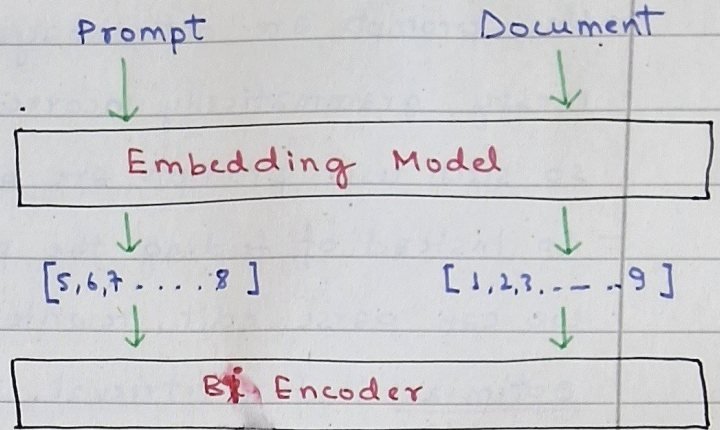 Prompt Document
Embedding Model
[5,6,7 . . . . 8 ] [ 1,2,3. - - . . 9 ]
Bi Encoder